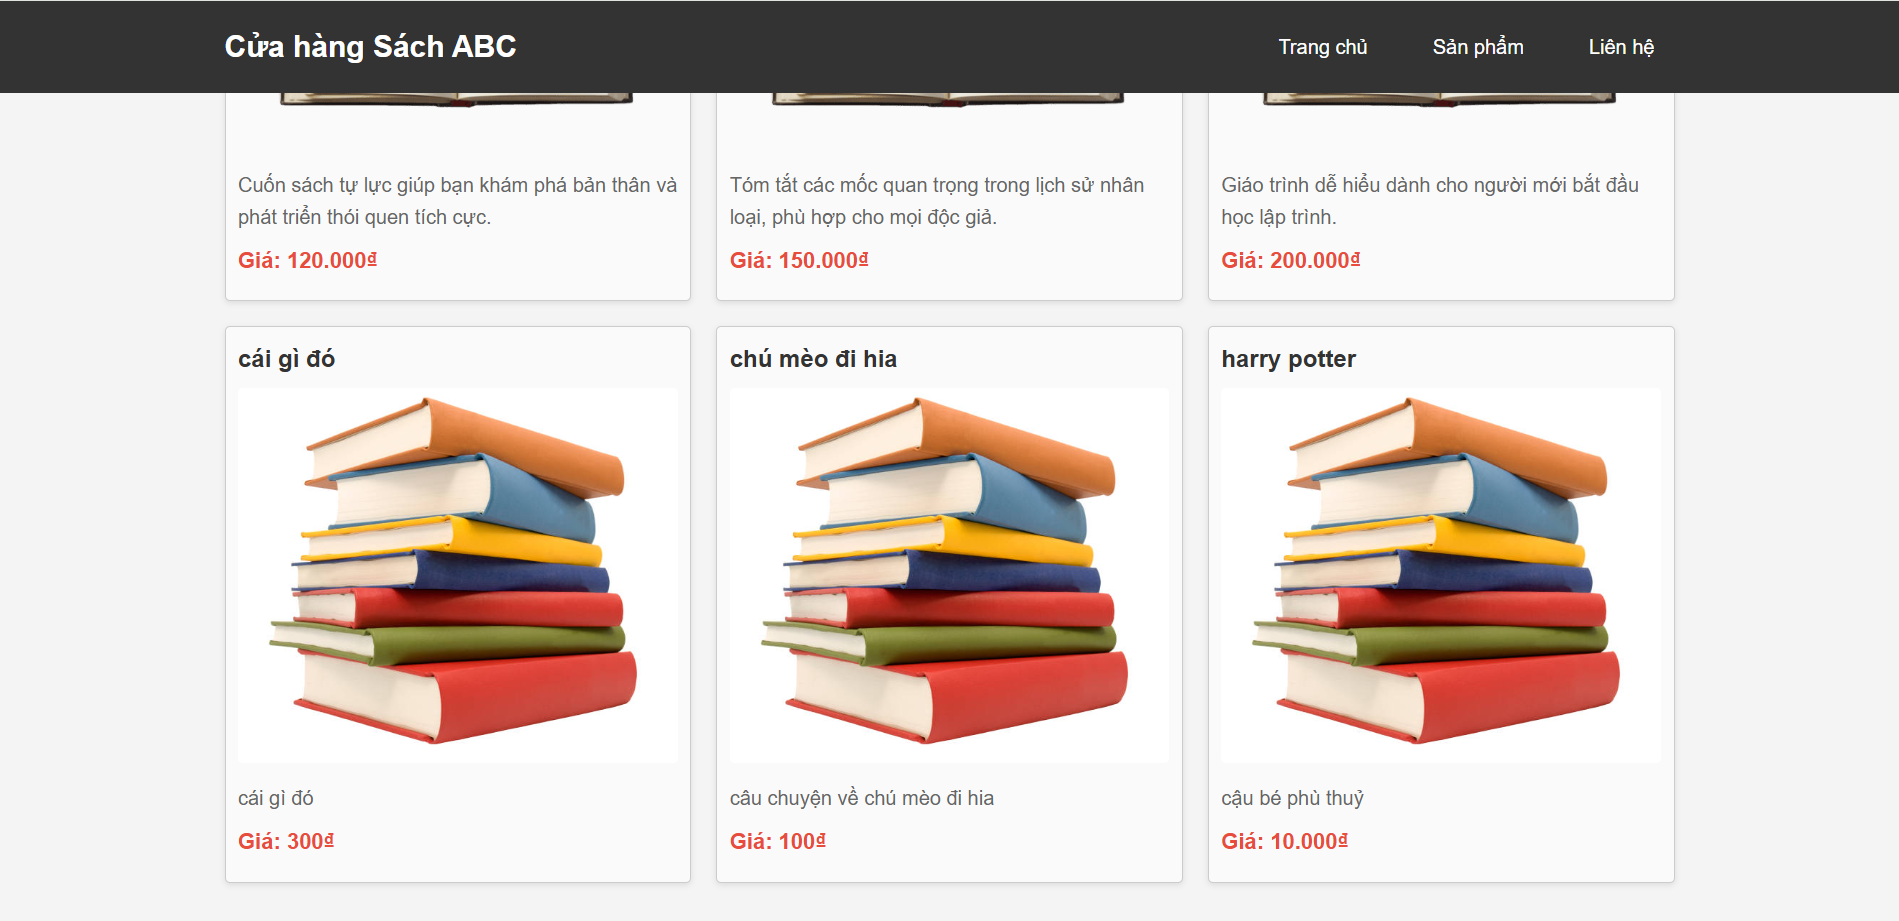 Cửa hàng Sách ABC
Trang chủ
Sản phẩm
Liên hệ
Cuốn sách tự lực giúp bạn khám phá bản thân và
phát triển thói quen tích cực.
Giá: 120.000₫
Tóm tắt các mốc quan trọng trong lịch sử nhân
loại, phù hợp cho mọi độc giả.
Giá: 150.000₫
Giáo trình dễ hiểu dành cho người mới bắt đầu
học lập trình.
Giá: 200.000₫
cái gì đó
cái gì đó
Giá: 300₫
chú mèo đi hia
câu chuyện về chú mèo đi hia
Giá: 100₫
harry potter
cậu bé phù thuỷ
Giá: 10.000₫